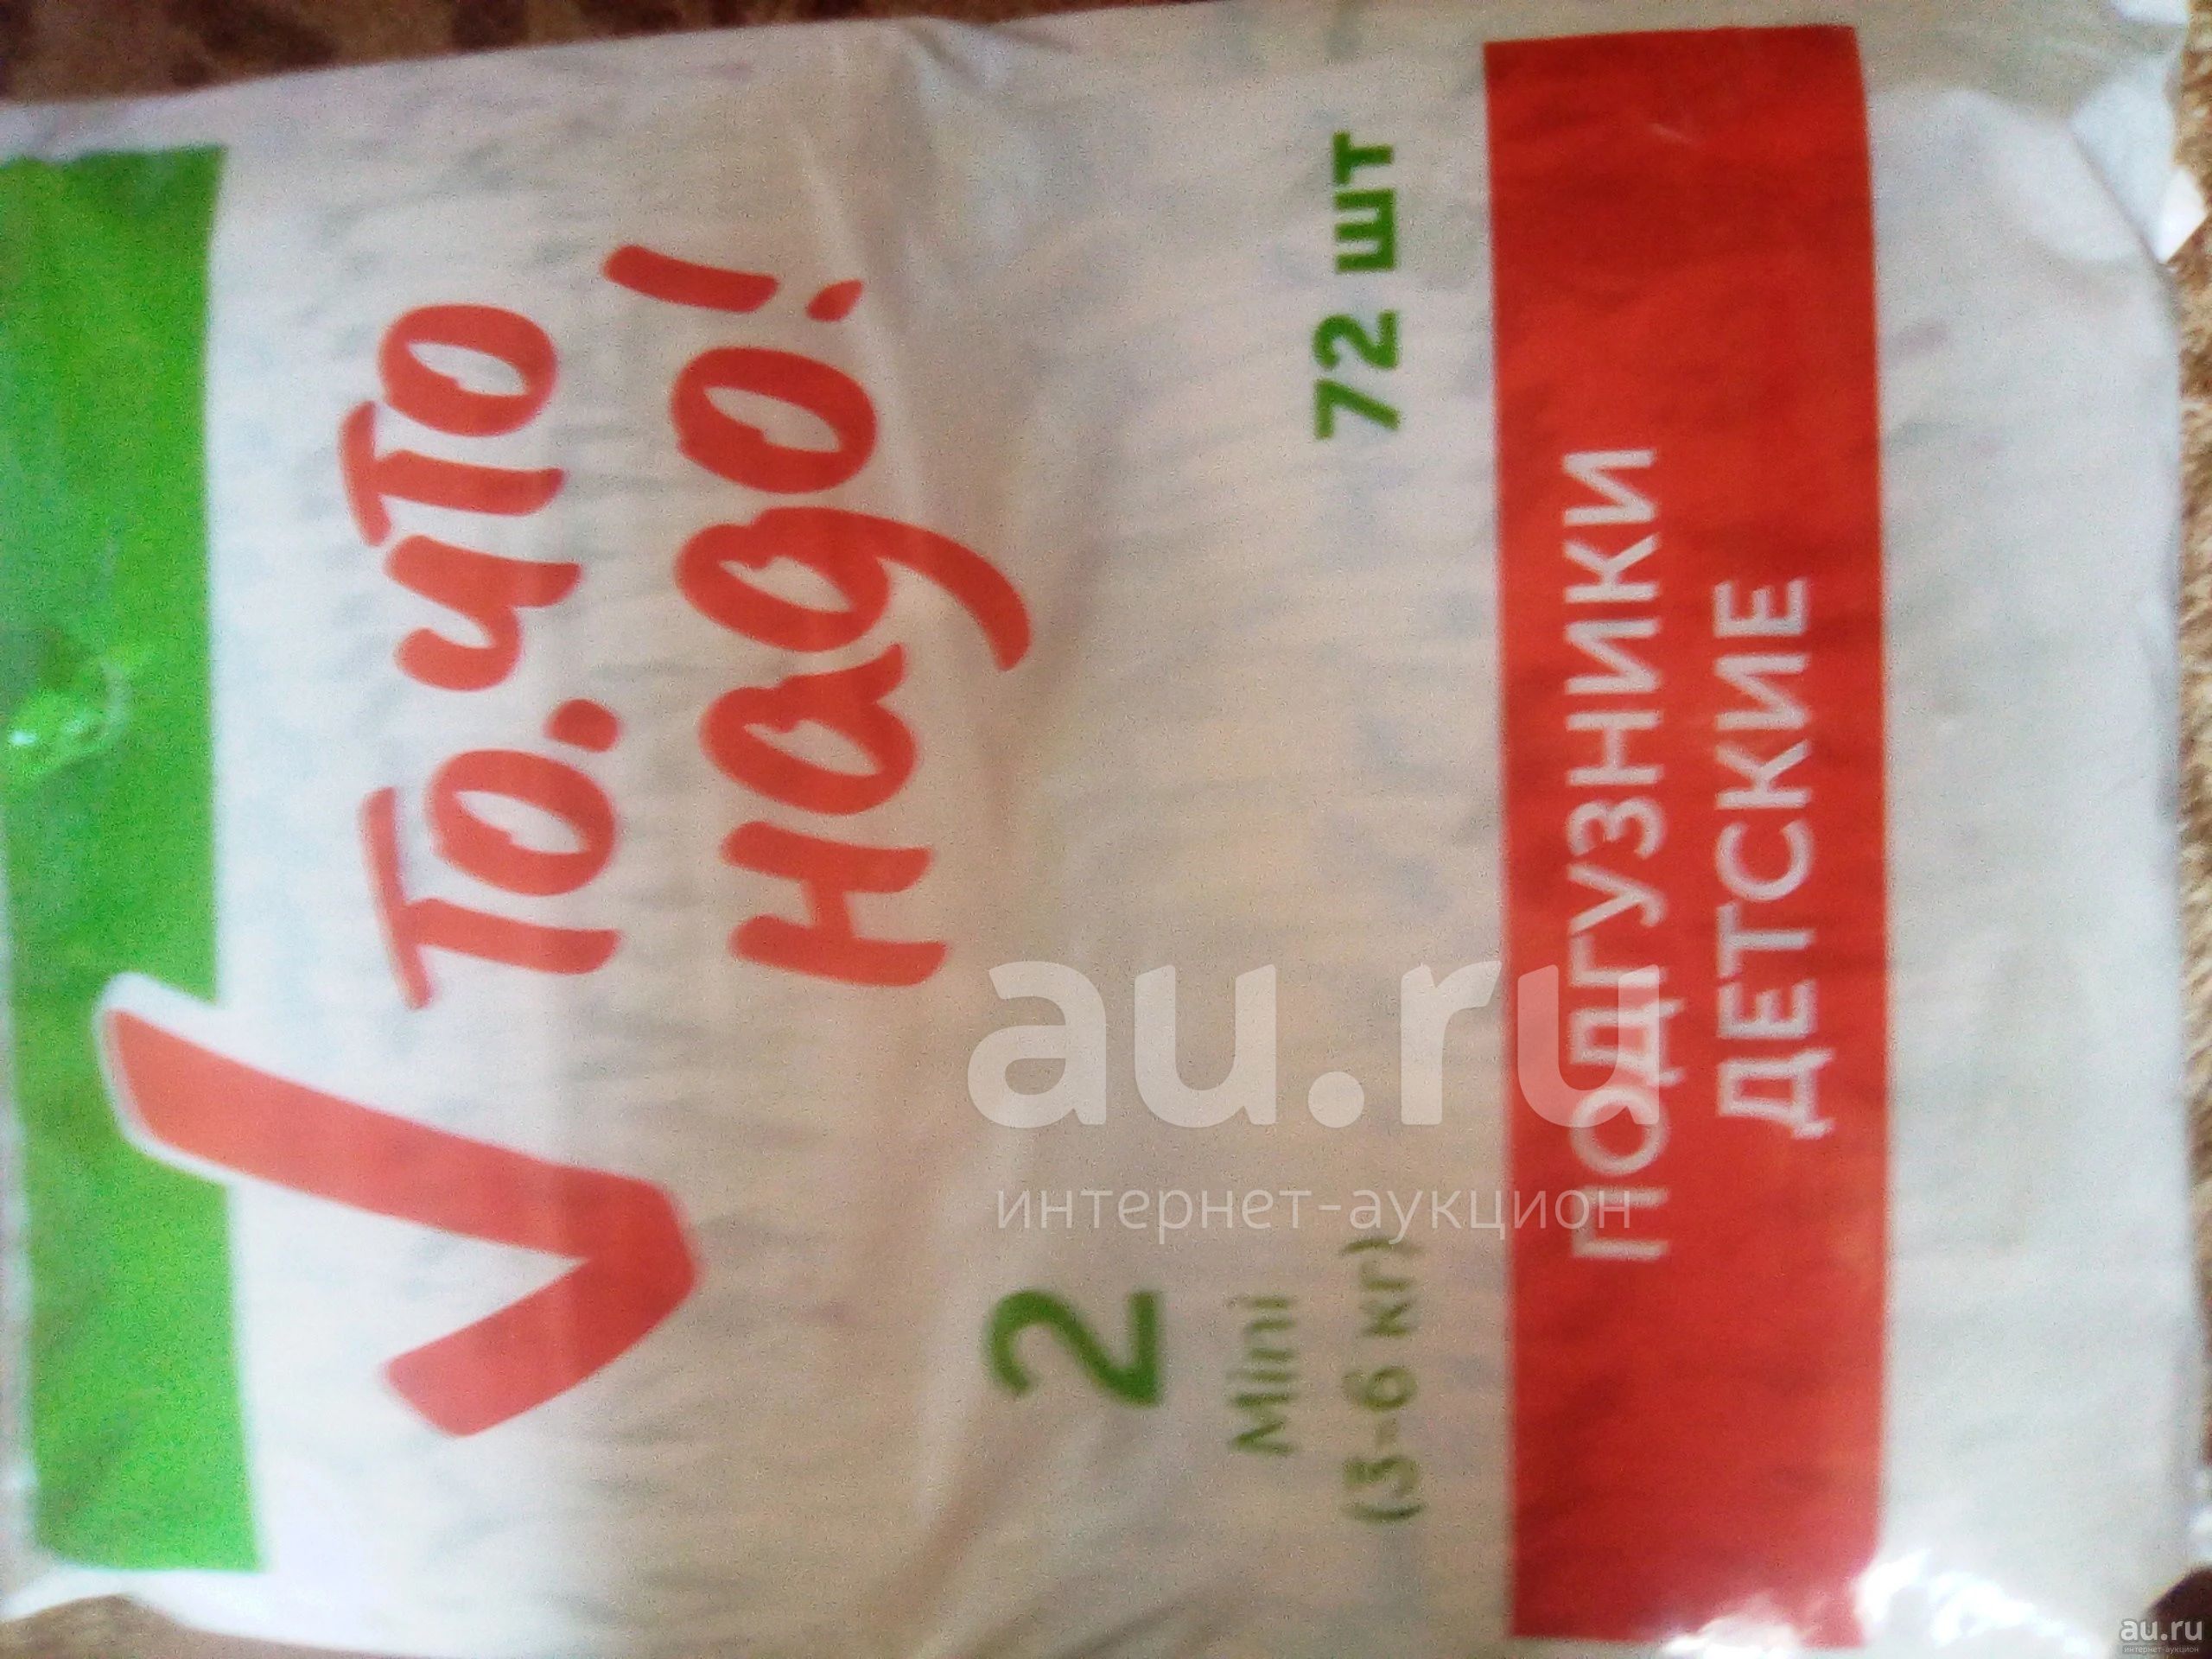 То, что
надо!
2
Mini
(3-6 кг)
72 шт
ПОДГУЗНИКИ
ДЕТСКИЕ
au.ru
интернет-аукцион
au.ru
интернет-аукцион